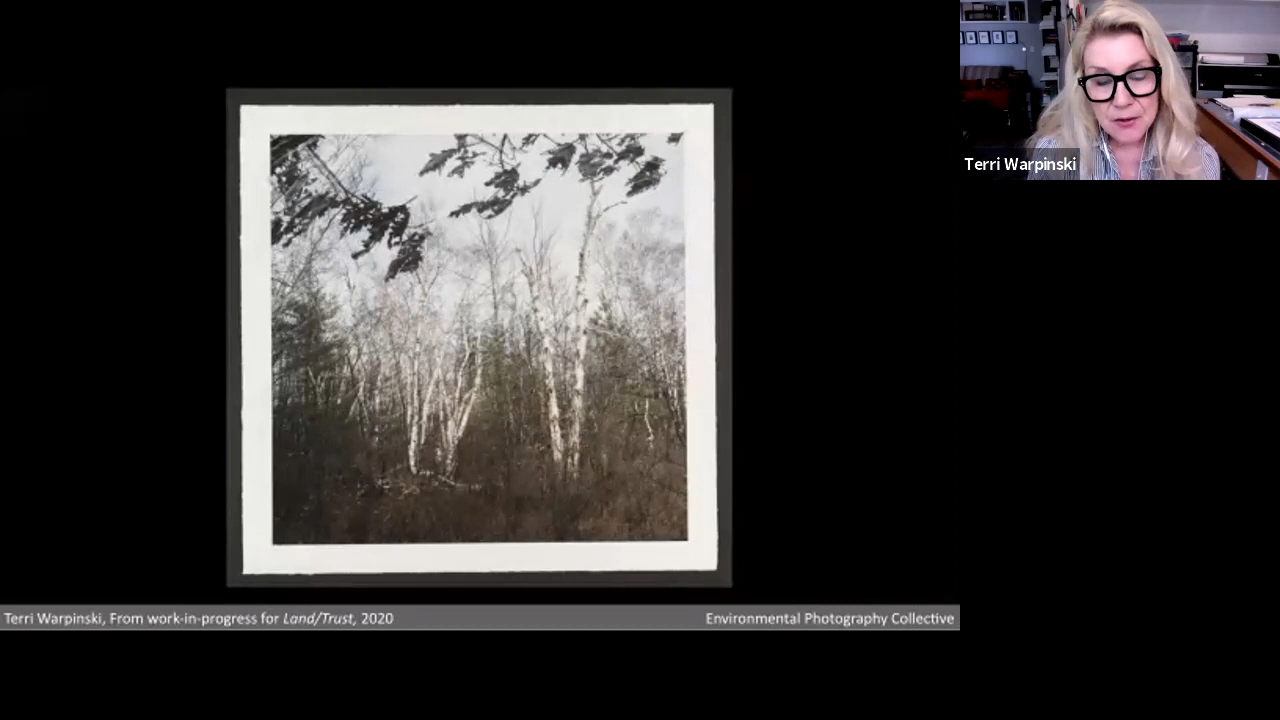 Terri Warpinski
Terri Warpinski, From work-in-progress for Land/Trust, 2020
Environmental Photography Collective